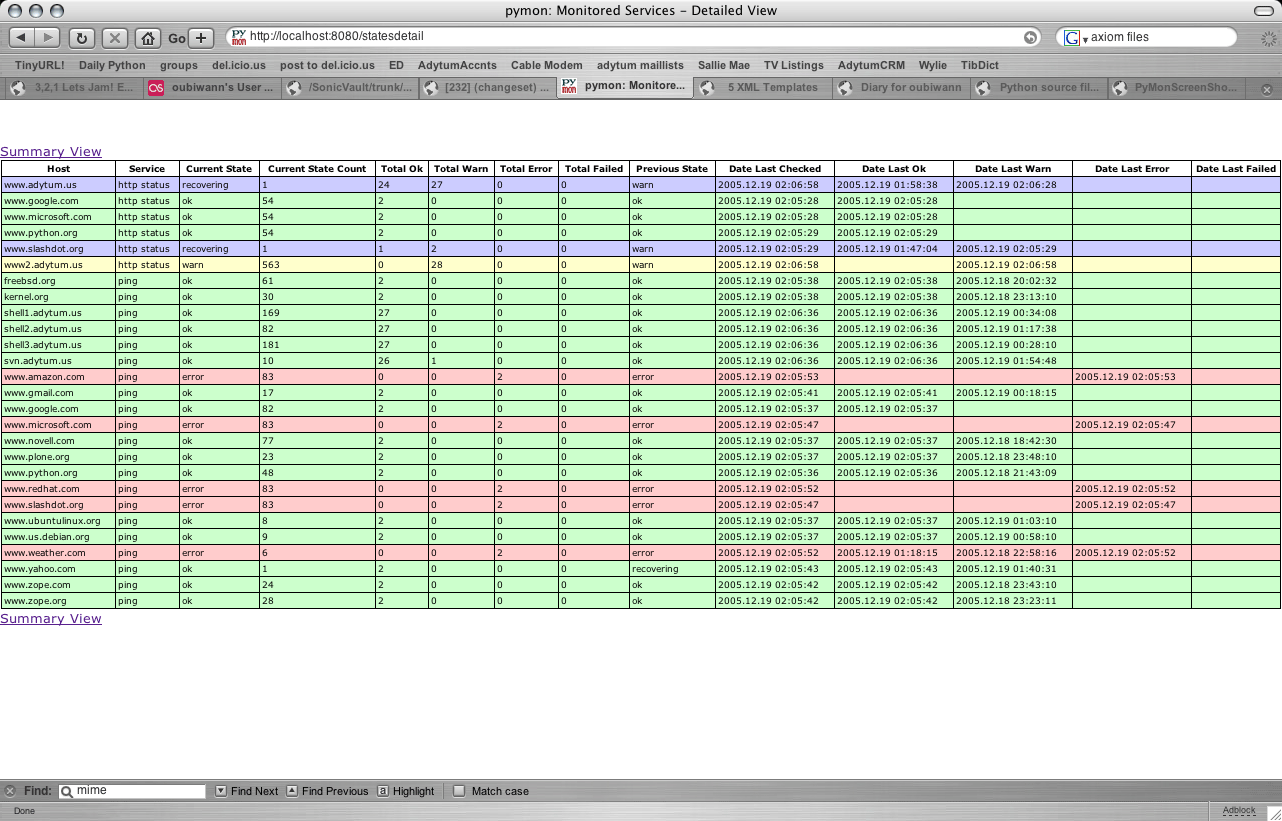 pymon: Monitored Services – Detailed View
Go http://localhost:8080/statesdetail axiom files
TinyURL! Daily Python groups del.icio.us post to del.icio.us ED AdytumAccnts Cable Modem adytum maillists Sallie Mae TV Listings AdytumCRM Wylie TibDict
3,2,1 Lets Jam! E... oubiwann's User ... /SonicVault/trunk/... [232] (changeset) ... pymon: Monitore... 5 XML Templates Diary for oubiwann Python source fil... PyMonScreenSho...
Summary View
Host Service Current State Current State Count Total Ok Total Warn Total Error Total Failed Previous State Date Last Checked Date Last Ok Date Last Warn Date Last Error Date Last Failed
www.adytum.us http status recovering 1 24 27 0 0 warn 2005.12.19 02:06:58 2005.12.19 01:58:38 2005.12.19 02:06:28
www.google.com http status ok 54 2 0 0 0 ok 2005.12.19 02:05:28 2005.12.19 02:05:28
www.microsoft.com http status ok 54 2 0 0 0 ok 2005.12.19 02:05:28 2005.12.19 02:05:28
www.python.org http status ok 54 2 0 0 0 ok 2005.12.19 02:05:29 2005.12.19 02:05:29
www.slashdot.org http status recovering 1 1 2 0 0 warn 2005.12.19 02:05:29 2005.12.19 01:47:04 2005.12.19 02:05:29
www2.adytum.us http status warn 563 0 28 0 0 warn 2005.12.19 02:06:58 2005.12.19 02:06:58
freebsd.org ping ok 61 2 0 0 0 ok 2005.12.19 02:05:38 2005.12.19 02:05:38 2005.12.18 20:02:32
kernel.org ping ok 30 2 0 0 0 ok 2005.12.19 02:05:38 2005.12.19 02:05:38 2005.12.18 23:13:10
shell1.adytum.us ping ok 169 27 0 0 0 ok 2005.12.19 02:06:36 2005.12.19 02:06:36 2005.12.19 00:34:08
shell2.adytum.us ping ok 82 27 0 0 0 ok 2005.12.19 02:06:36 2005.12.19 02:06:36 2005.12.19 01:17:38
shell3.adytum.us ping ok 181 27 0 0 0 ok 2005.12.19 02:06:36 2005.12.19 02:06:36 2005.12.19 00:28:10
svn.adytum.us ping ok 10 26 1 0 0 ok 2005.12.19 02:06:36 2005.12.19 02:06:36 2005.12.19 01:54:48
www.amazon.com ping error 83 0 0 2 0 error 2005.12.19 02:05:53 2005.12.19 02:05:53
www.gmail.com ping ok 17 2 0 0 0 ok 2005.12.19 02:05:41 2005.12.19 02:05:41 2005.12.19 00:18:15
www.google.com ping ok 82 2 0 0 0 ok 2005.12.19 02:05:37 2005.12.19 02:05:37
www.microsoft.com ping error 83 0 0 2 0 error 2005.12.19 02:05:47 2005.12.19 02:05:47
www.novell.com ping ok 77 2 0 0 0 ok 2005.12.19 02:05:37 2005.12.19 02:05:37 2005.12.18 18:42:30
www.plone.org ping ok 23 2 0 0 0 ok 2005.12.19 02:05:37 2005.12.19 02:05:37 2005.12.18 23:48:10
www.python.org ping ok 48 2 0 0 0 ok 2005.12.19 02:05:36 2005.12.19 02:05:36 2005.12.18 21:43:09
www.redhat.com ping error 83 0 0 2 0 error 2005.12.19 02:05:52 2005.12.19 02:05:52
www.slashdot.org ping error 83 0 0 2 0 error 2005.12.19 02:05:47 2005.12.19 02:05:47
www.ubuntulinux.org ping ok 8 2 0 0 0 ok 2005.12.19 02:05:37 2005.12.19 02:05:37 2005.12.19 01:03:10
www.us.debian.org ping ok 9 2 0 0 0 ok 2005.12.19 02:05:37 2005.12.19 02:05:37 2005.12.19 00:58:10
www.weather.com ping error 6 0 0 2 0 error 2005.12.19 02:05:52 2005.12.19 01:18:15 2005.12.18 22:58:16 2005.12.19 02:05:52
www.yahoo.com ping ok 1 2 0 0 0 recovering 2005.12.19 02:05:43 2005.12.19 02:05:43 2005.12.19 01:40:31
www.zope.com ping ok 24 2 0 0 0 ok 2005.12.19 02:05:42 2005.12.19 02:05:42 2005.12.18 23:43:10
www.zope.org ping ok 28 2 0 0 0 ok 2005.12.19 02:05:42 2005.12.19 02:05:42 2005.12.18 23:23:11
Summary View
Find: mime Find Next Find Previous Highlight Match case
Done Adblock